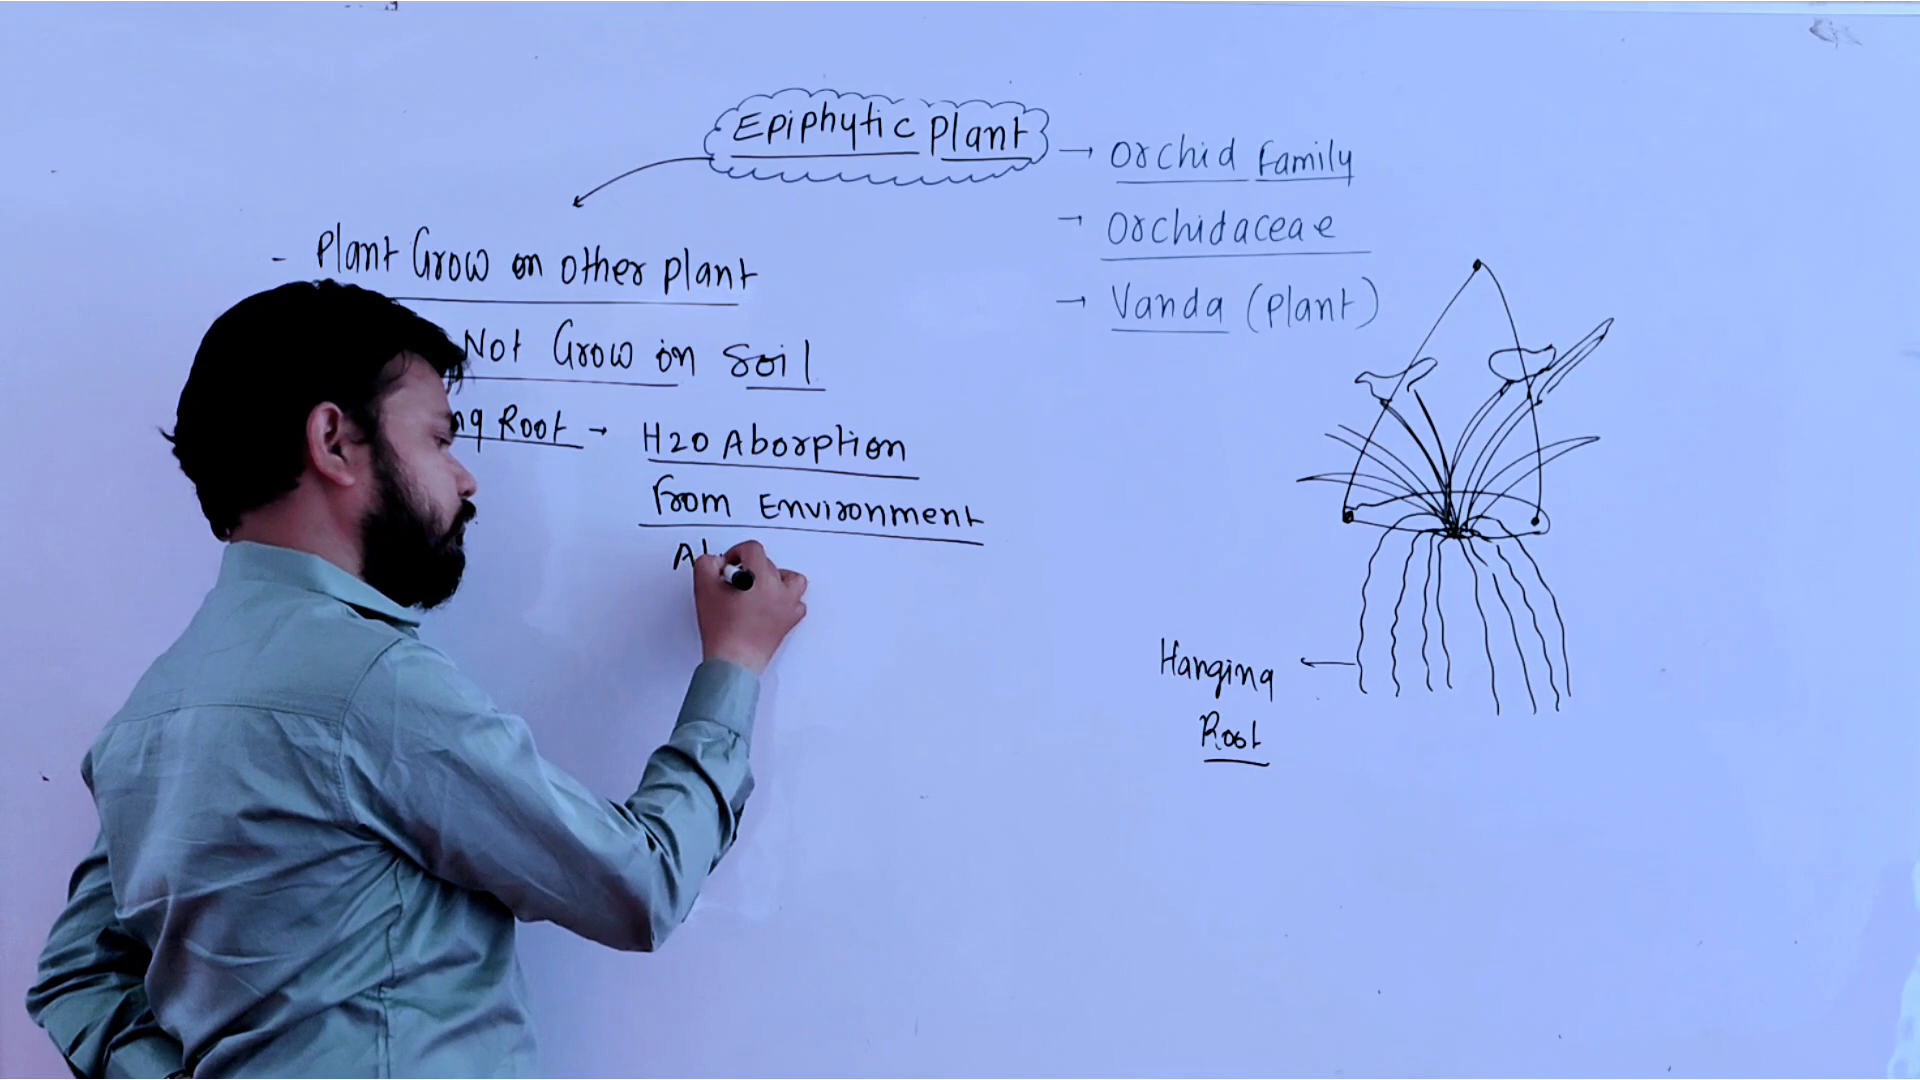 Epiphytic Plant
→ Orchid Family
→ Orchidaceae
→ Vanda (Plant)
- Plant Grow on other plant
Not Grow on Soil
Root → H2O Aborption
From Environment
Hanging
Root